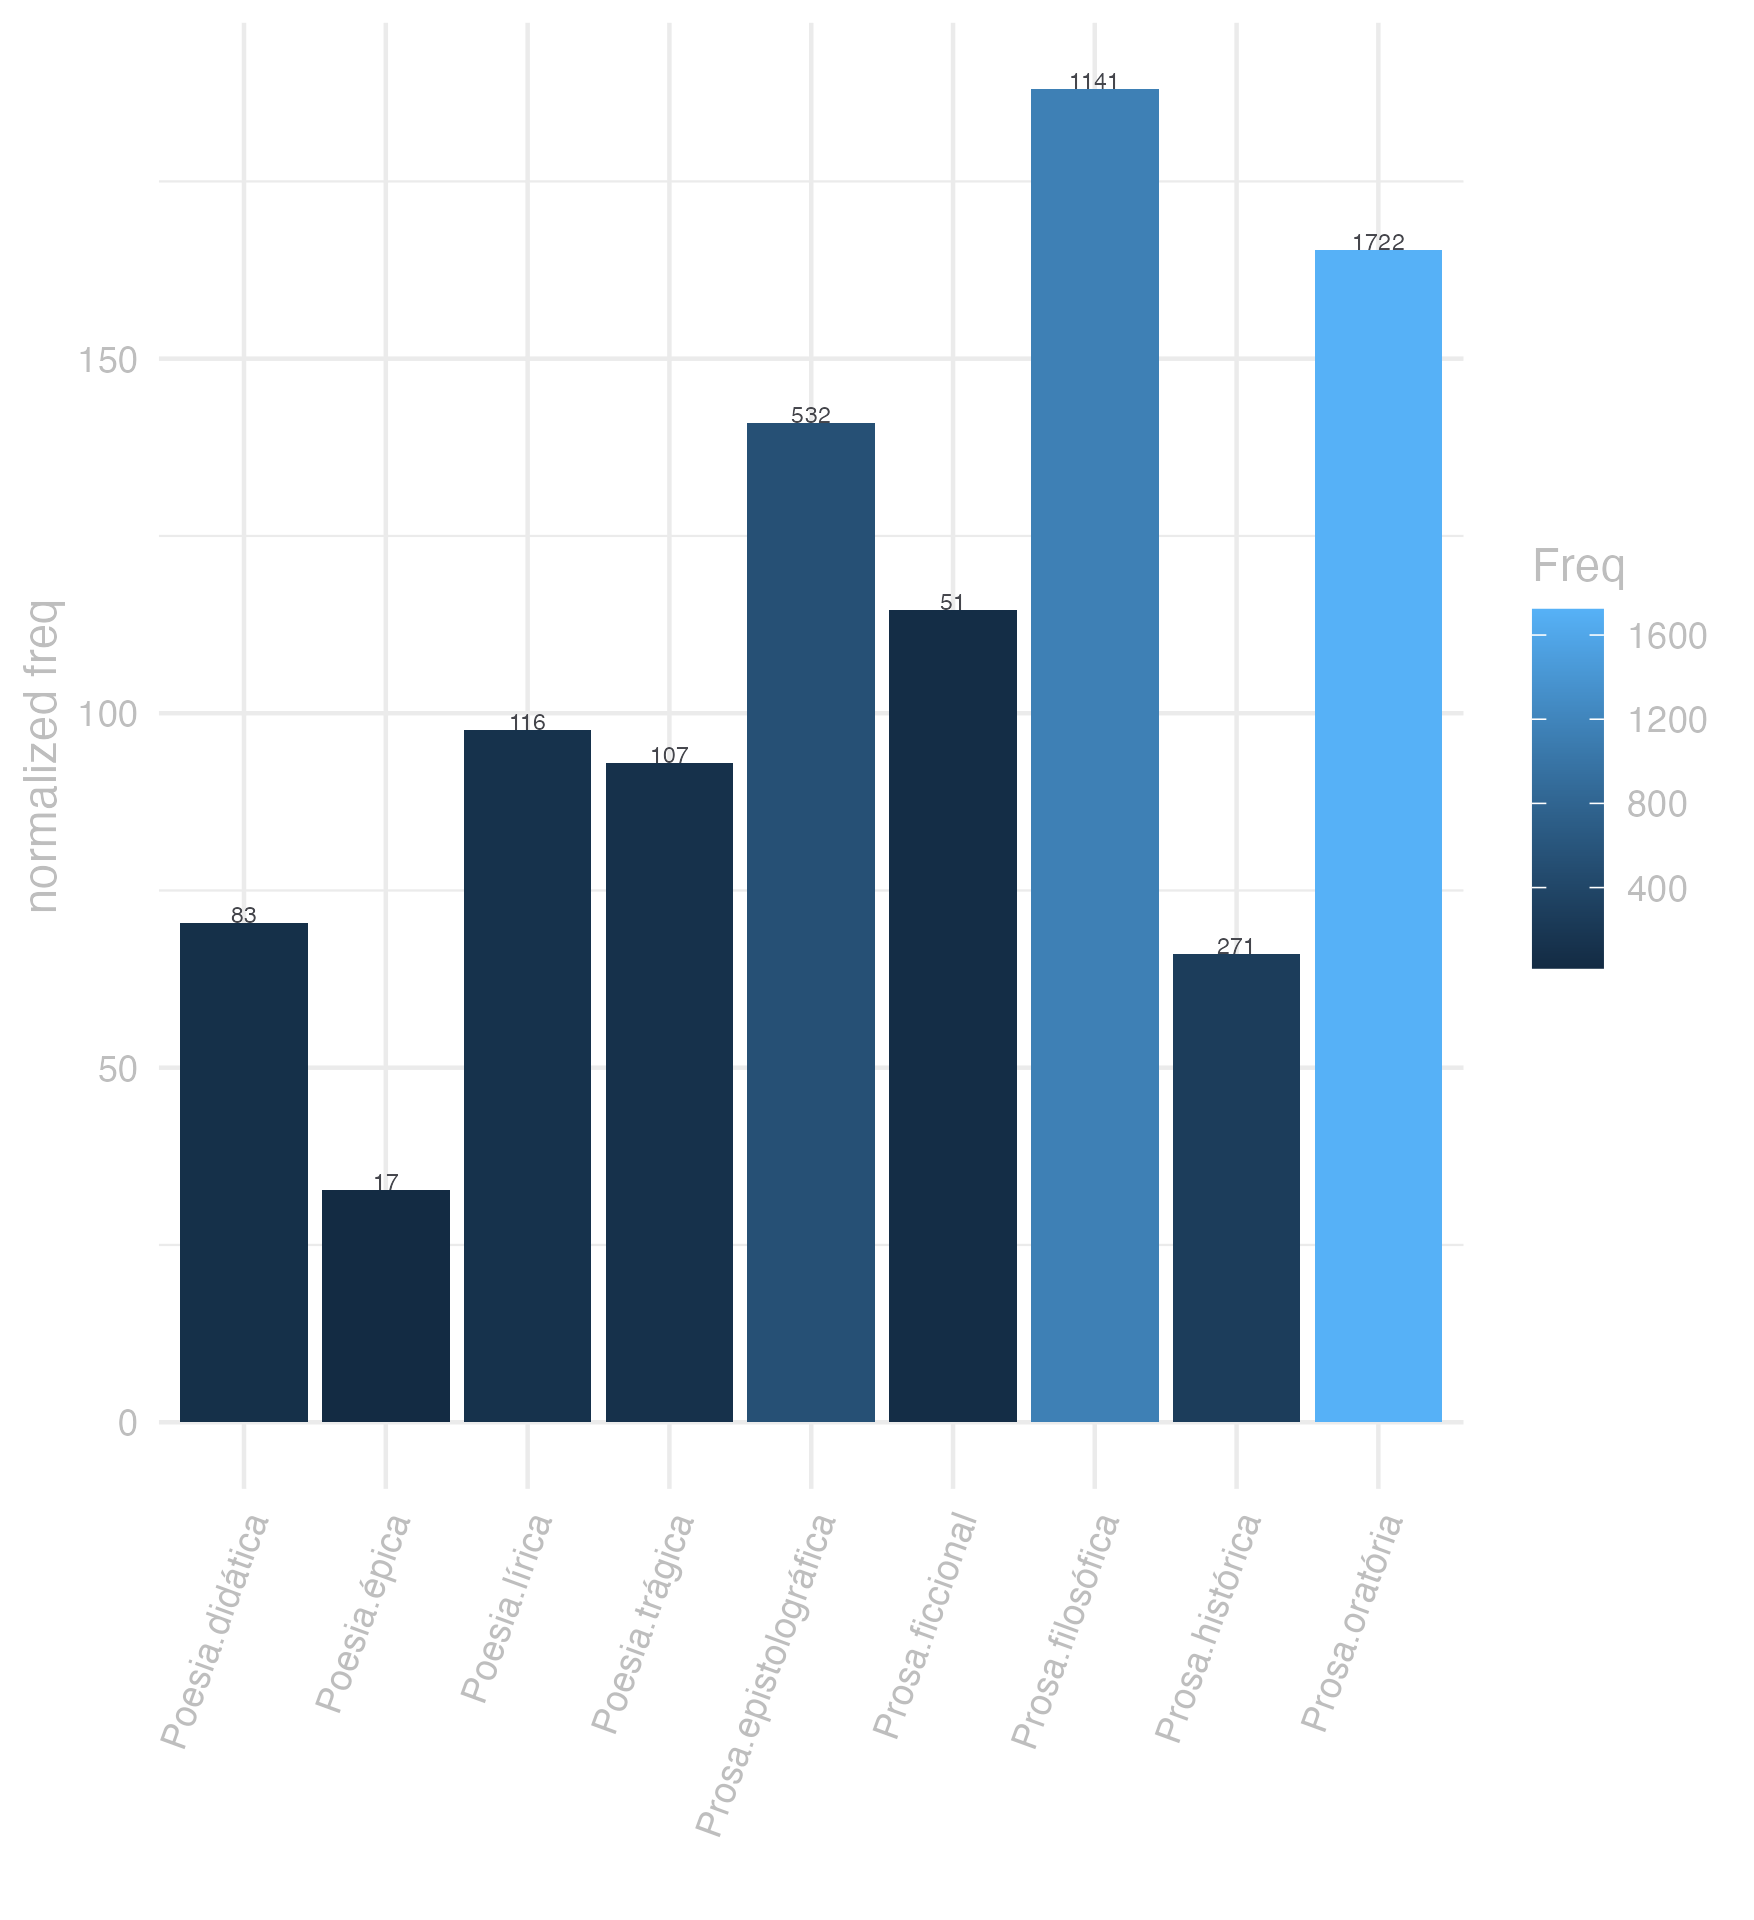 1141
1722
150
532
51
100
116
107
83
271
50
17
0
normalized freq
Poesia.didática
Poesia.épica
Poesia.lírica
Poesia.trágica
Prosa.epistolográfica
Prosa.ficcional
Prosa.filosófica
Prosa.histórica
Prosa.oratória
Freq
1600
1200
800
400